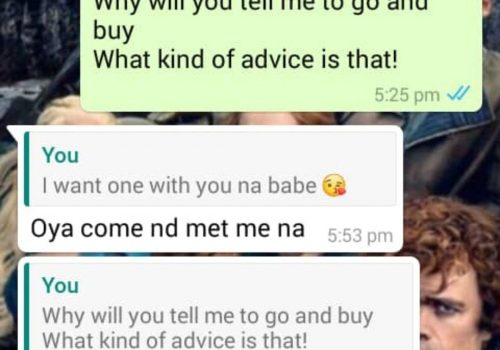 Why will you tell me to go and
buy
What kind of advice is that!
5:25 pm
You
I want one with you na babe 😘
Oya come nd met me na
5:53 pm
You
Why will you tell me to go and buy
What kind of advice is that!